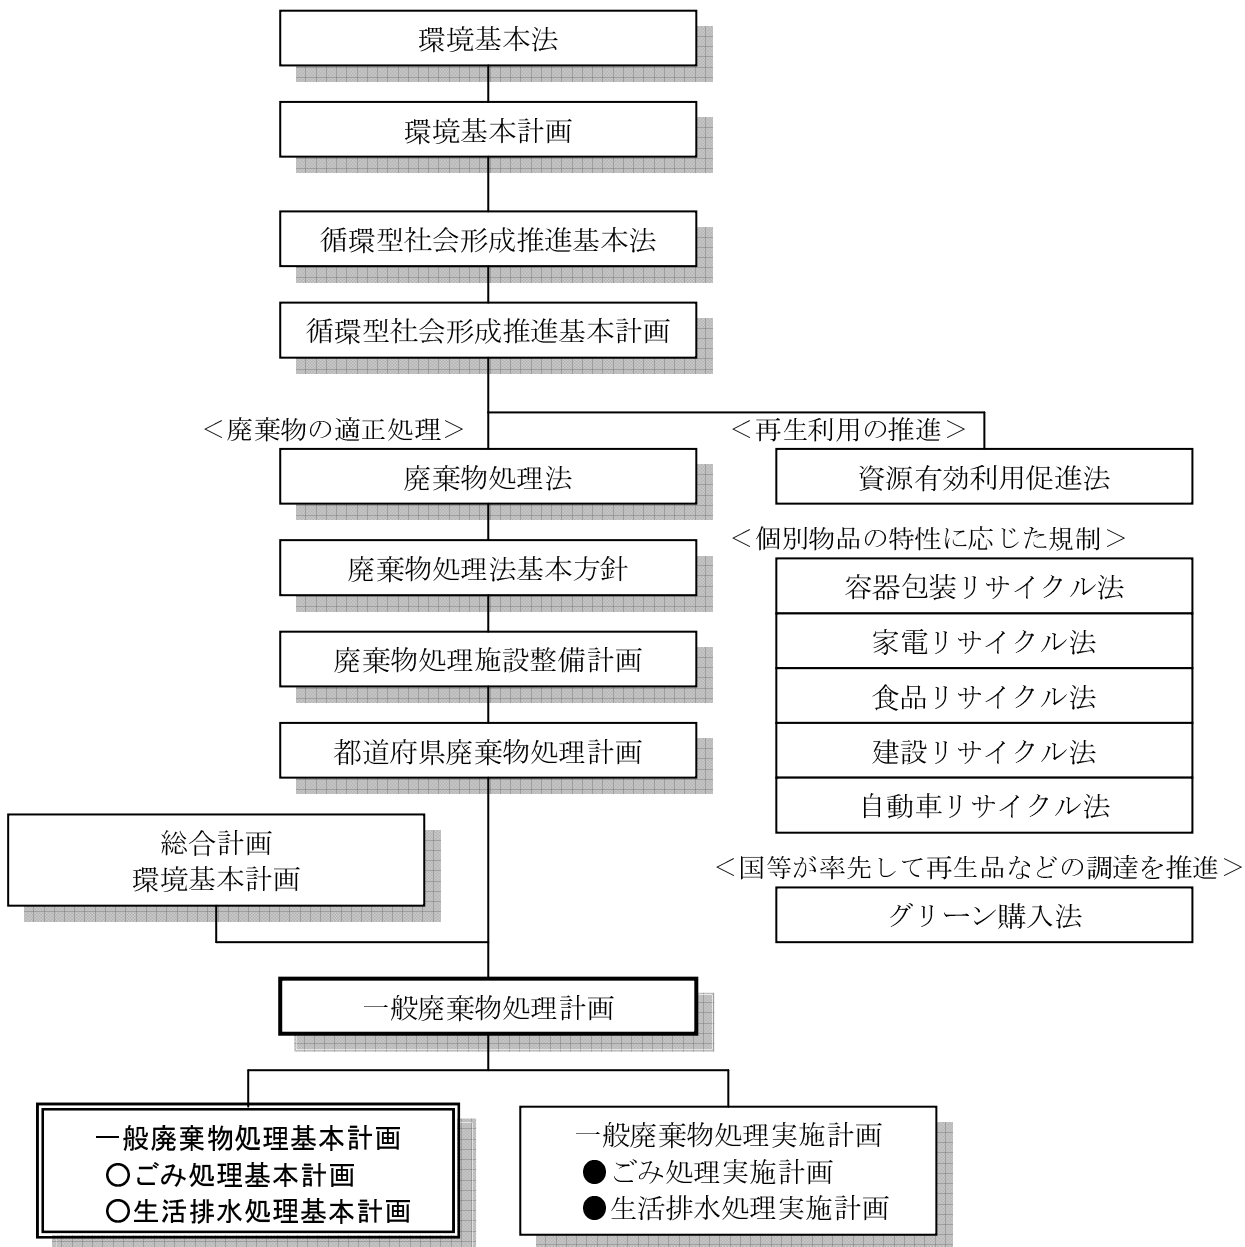 環境基本法
環境基本計画
循環型社会形成推進基本法
循環型社会形成推進基本計画
＜廃棄物の適正処理＞
廃棄物処理法
廃棄物処理法基本方針
廃棄物処理施設整備計画
都道府県廃棄物処理計画
＜再生利用の推進＞
資源有効利用促進法
＜個別物品の特性に応じた規制＞
容器包装リサイクル法
家電リサイクル法
食品リサイクル法
建設リサイクル法
自動車リサイクル法
＜国等が率先して再生品などの調達を推進＞
グリーン購入法
総合計画
環境基本計画
一般廃棄物処理計画
一般廃棄物処理基本計画
○ごみ処理基本計画
○生活排水処理基本計画
一般廃棄物処理実施計画
●ごみ処理実施計画
●生活排水処理実施計画